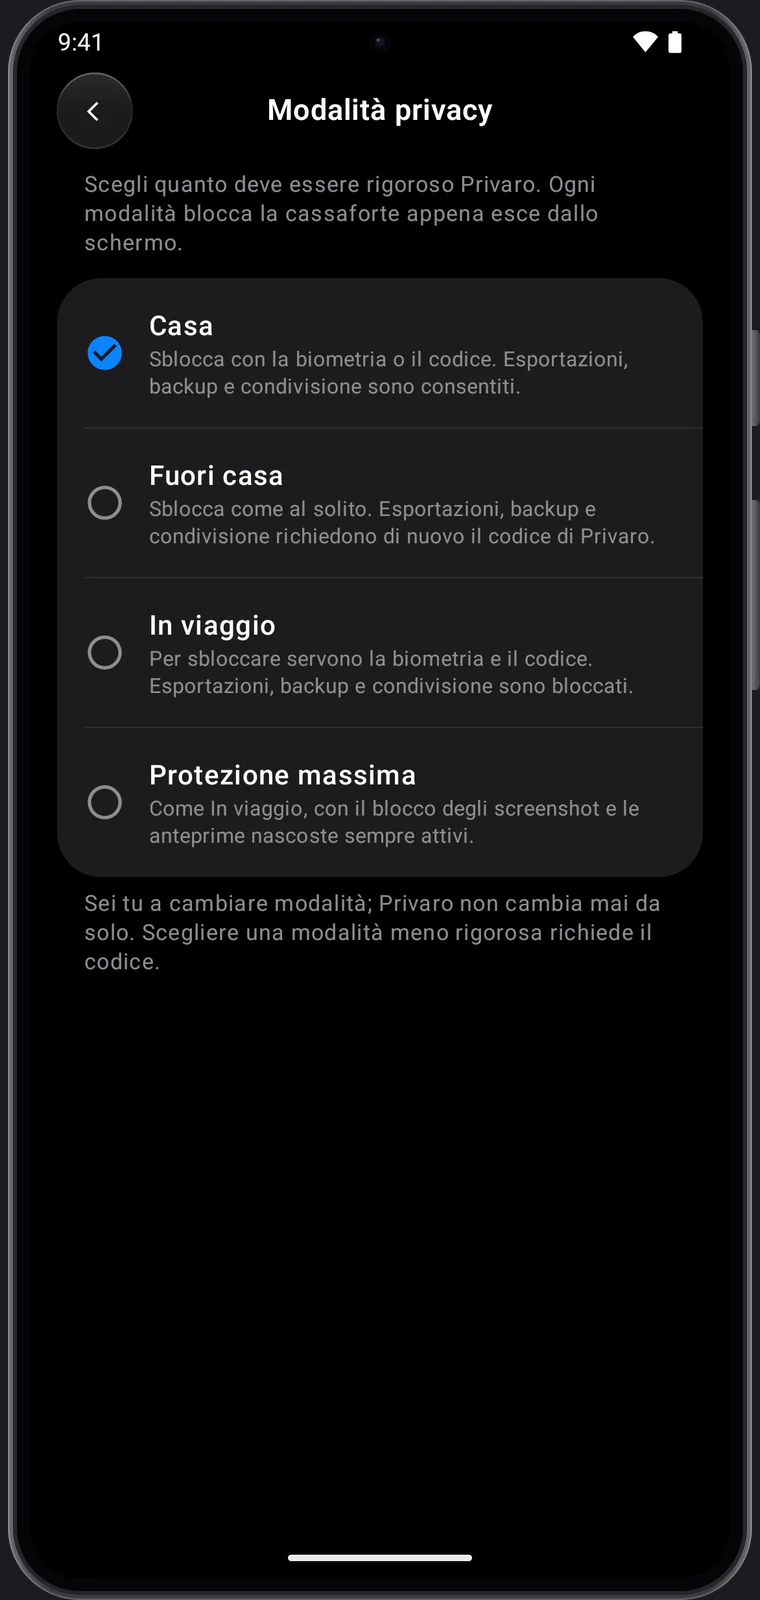 9:41
Modalità privacy
Scegli quanto deve essere rigoroso Privaro. Ogni
modalità blocca la cassaforte appena esce dallo
schermo.
Casa
Sblocca con la biometria o il codice. Esportazioni,
backup e condivisione sono consentiti.
Fuori casa
Sblocca come al solito. Esportazioni, backup e
condivisione richiedono di nuovo il codice di Privaro.
In viaggio
Per sbloccare servono la biometria e il codice.
Esportazioni, backup e condivisione sono bloccati.
Protezione massima
Come In viaggio, con il blocco degli screenshot e le
anteprime nascoste sempre attivi.
Sei tu a cambiare modalità; Privaro non cambia mai da
solo. Scegliere una modalità meno rigorosa richiede il
codice.